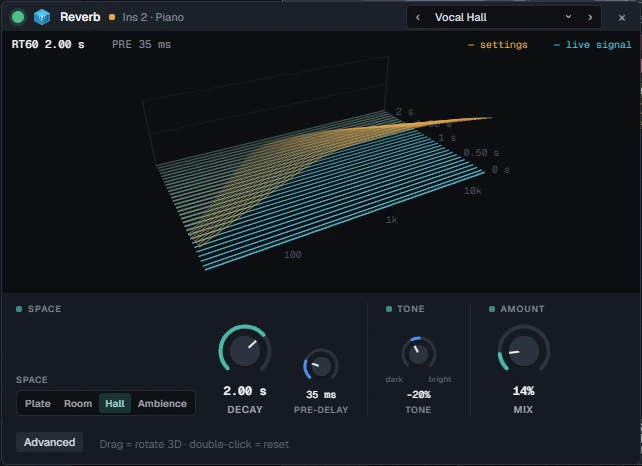 Reverb Ins 2 · Piano ‹ Vocal Hall › ×
RT60 2.00 s PRE 35 ms — settings — live signal
2 s
1 s
0.50 s
0 s
10k
1k
100
SPACE TONE AMOUNT
SPACE
Plate Room Hall Ambience
dark bright
2.00 s 35 ms -20% 14%
DECAY PRE-DELAY TONE MIX
Advanced Drag = rotate 3D · double-click = reset